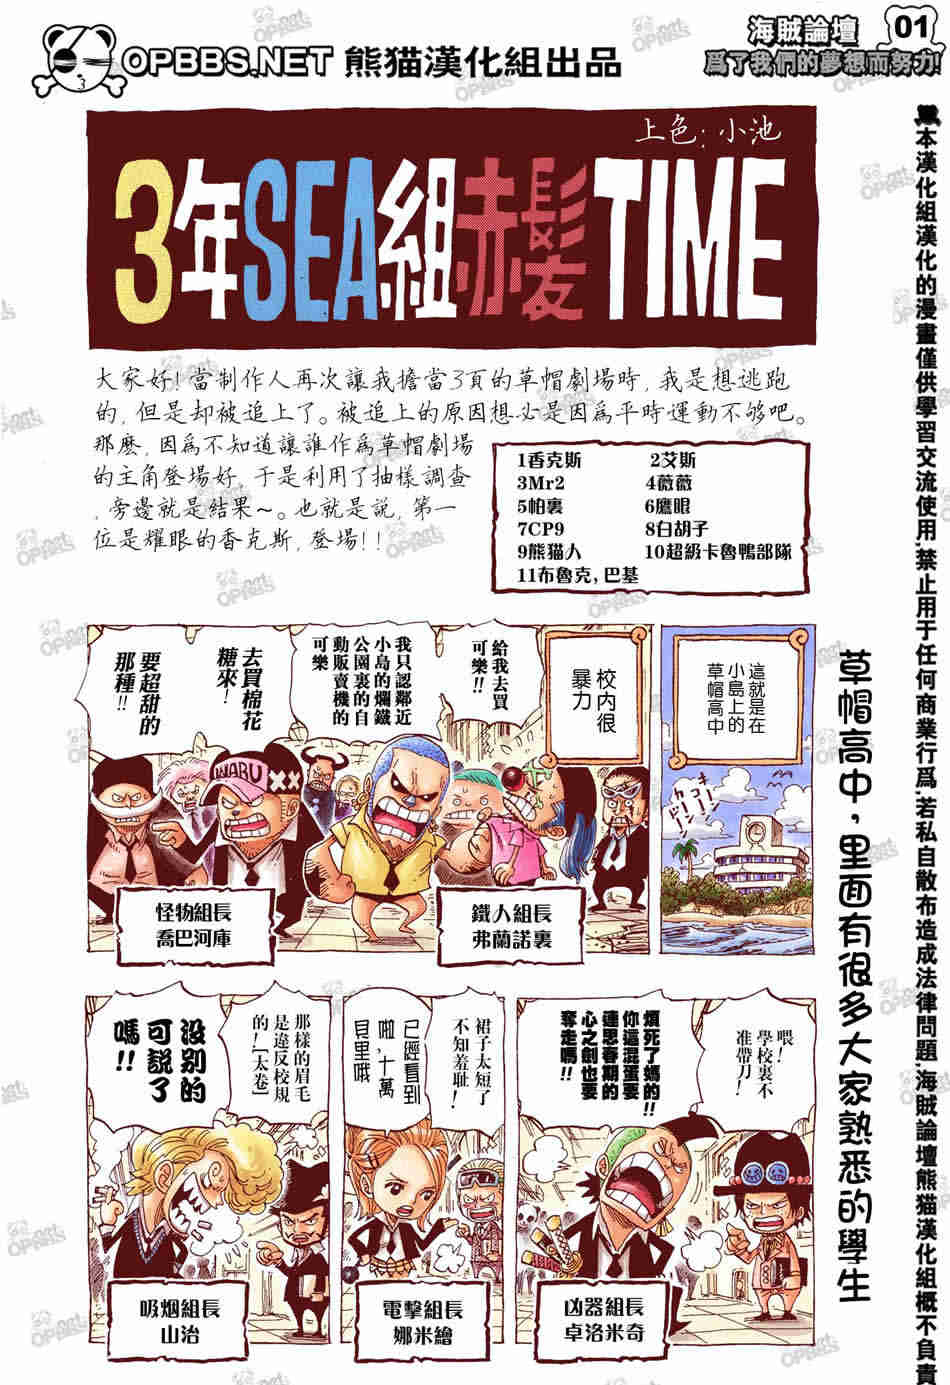 OPBBS.NET 熊猫漢化組出品
海賊論壇
爲了我們的夢想而努力!
01
上色:小池
3年SEA組赤髪TIME
大家好!當制作人再次讓我擔當3頁的草帽劇場時,我是想逃跑
的,但是却被追上了。被追上的原因想必是因爲平時運動不够吧。
那麽,因爲不知道讓誰作爲草帽劇場
的主角登場好,于是利用了抽樣調查
,旁邊就是結果~。也就是説,第一
位是耀眼的香克斯,登場!!
1香克斯 2艾斯
3Mr2 4薇薇
5帕裏 6鷹眼
7CP9 8白胡子
9熊猫人 10超級卡魯鴨部隊
11布魯克,巴基
本漢化組漢化的漫畫僅供學習交流使用,禁止用于任何商業行爲,若私自散布造成法律問題,海賊論壇熊猫漢化組概不負責
草帽高中,里面有很多大家熟悉的學生
這就是在
小島上的
草帽高中
校内很
暴力
給我去買
可樂!!
我只認鄰近
小島的爛鐵
公園裏的自
動販賣機的
可樂
去買棉花
糖來!
要超甜的
那種!!
WARU
鐵人組長
弗蘭諾裏
怪物組長
喬巴河庫
喂!
學校裏不
准帶刀!
煩死了媽的!!
你這混蛋要
連思春期的
心之劍也要
奪走嗎!!
凶器組長
卓洛米奇
裙子太短了
不知羞耻!
已經看到
啦,十萬
貝里哦
電擊組長
娜米繪
那樣的眉毛
是違反校規
的!【太卷】
没别的
可説了
嗎!!
吸烟組長
山治